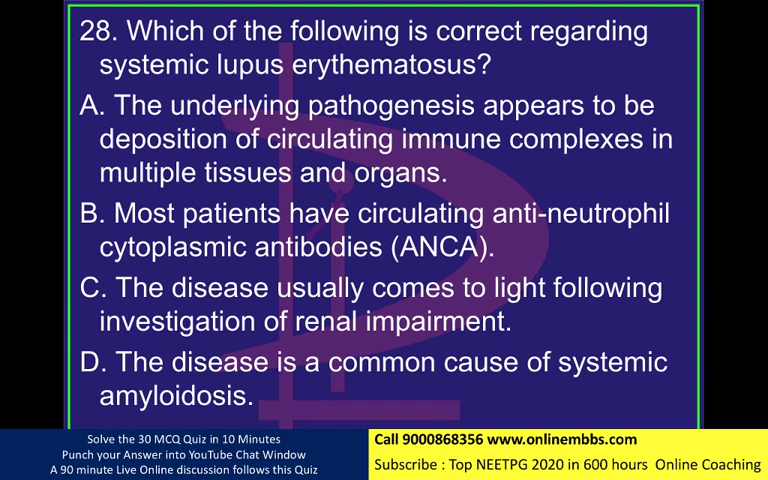 28. Which of the following is correct regarding
systemic lupus erythematosus?
A. The underlying pathogenesis appears to be
deposition of circulating immune complexes in
multiple tissues and organs.
B. Most patients have circulating anti-neutrophil
cytoplasmic antibodies (ANCA).
C. The disease usually comes to light following
investigation of renal impairment.
D. The disease is a common cause of systemic
amyloidosis.
Solve the 30 MCQ Quiz in 10 Minutes
Punch your Answer into YouTube Chat Window
A 90 minute Live Online discussion follows this Quiz
Call 9000868356 www.onlinembbs.com
Subscribe : Top NEETPG 2020 in 600 hours Online Coaching